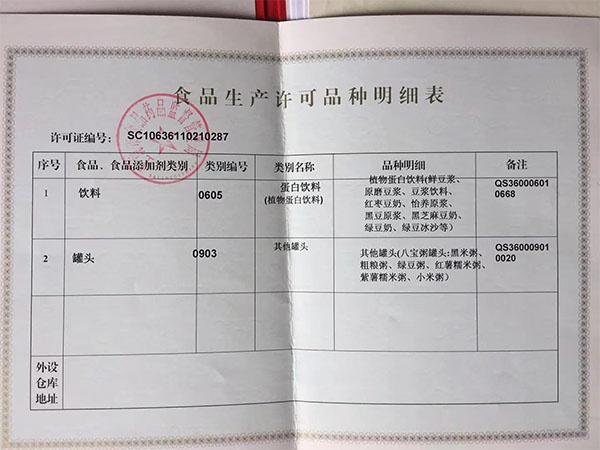 食品生产许可品种明细表
许可证编号： SC10636110210287
序号 食品、食品添加剂类别 类别编号 类别名称 品种明细 备注
1 饮料 0605 蛋白饮料
(植物蛋白饮料)
植物蛋白饮料(鲜豆浆、
原磨豆浆、豆浆饮料、
红枣豆奶、怡养原浆、
黑豆原浆、黑芝麻豆奶、
绿豆奶、绿豆冰沙等)
QS36000601
0668
2 罐头 0903 其他罐头
其他罐头(八宝粥罐头:黑米粥、
粗粮粥、绿豆粥、红薯糯米粥、
紫薯糯米粥、小米粥)
QS36000901
0020
外设
仓库
地址